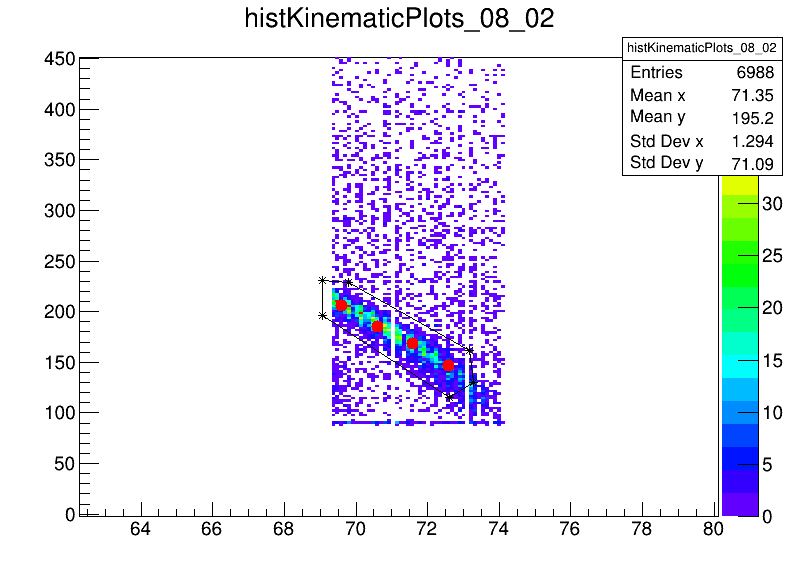 histKinematicPlots_08_02
histKinematicPlots_08_02
Entries 6988
Mean x 71.35
Mean y 195.2
Std Dev x 1.294
Std Dev y 71.09
450
400
350
300
250
200
150
100
50
0
30
25
20
15
10
5
0
64 66 68 70 72 74 76 78 80